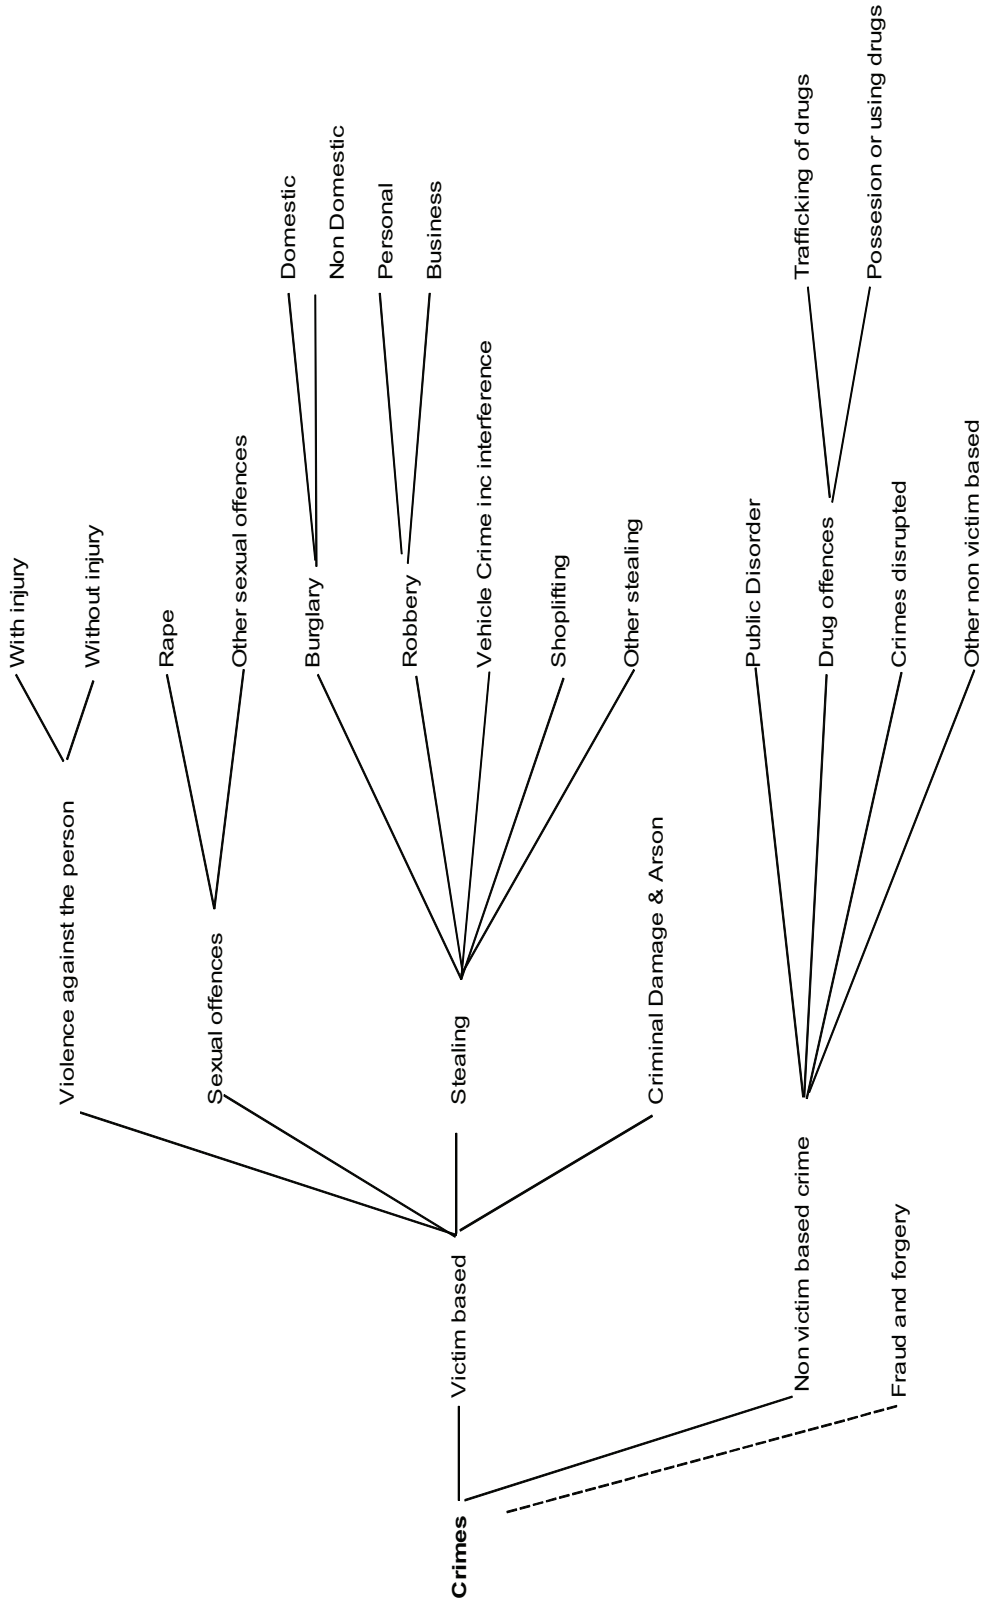 Crimes
Victim based
Violence against the person
With injury
Without injury
Sexual offences
Rape
Other sexual offences
Stealing
Burglary
Domestic
Non Domestic
Robbery
Personal
Business
Vehicle Crime inc interference
Shoplifting
Other stealing
Criminal Damage & Arson
Non victim based crime
Public Disorder
Drug offences
Trafficking of drugs
Possesion or using drugs
Crimes disrupted
Other non victim based
Fraud and forgery